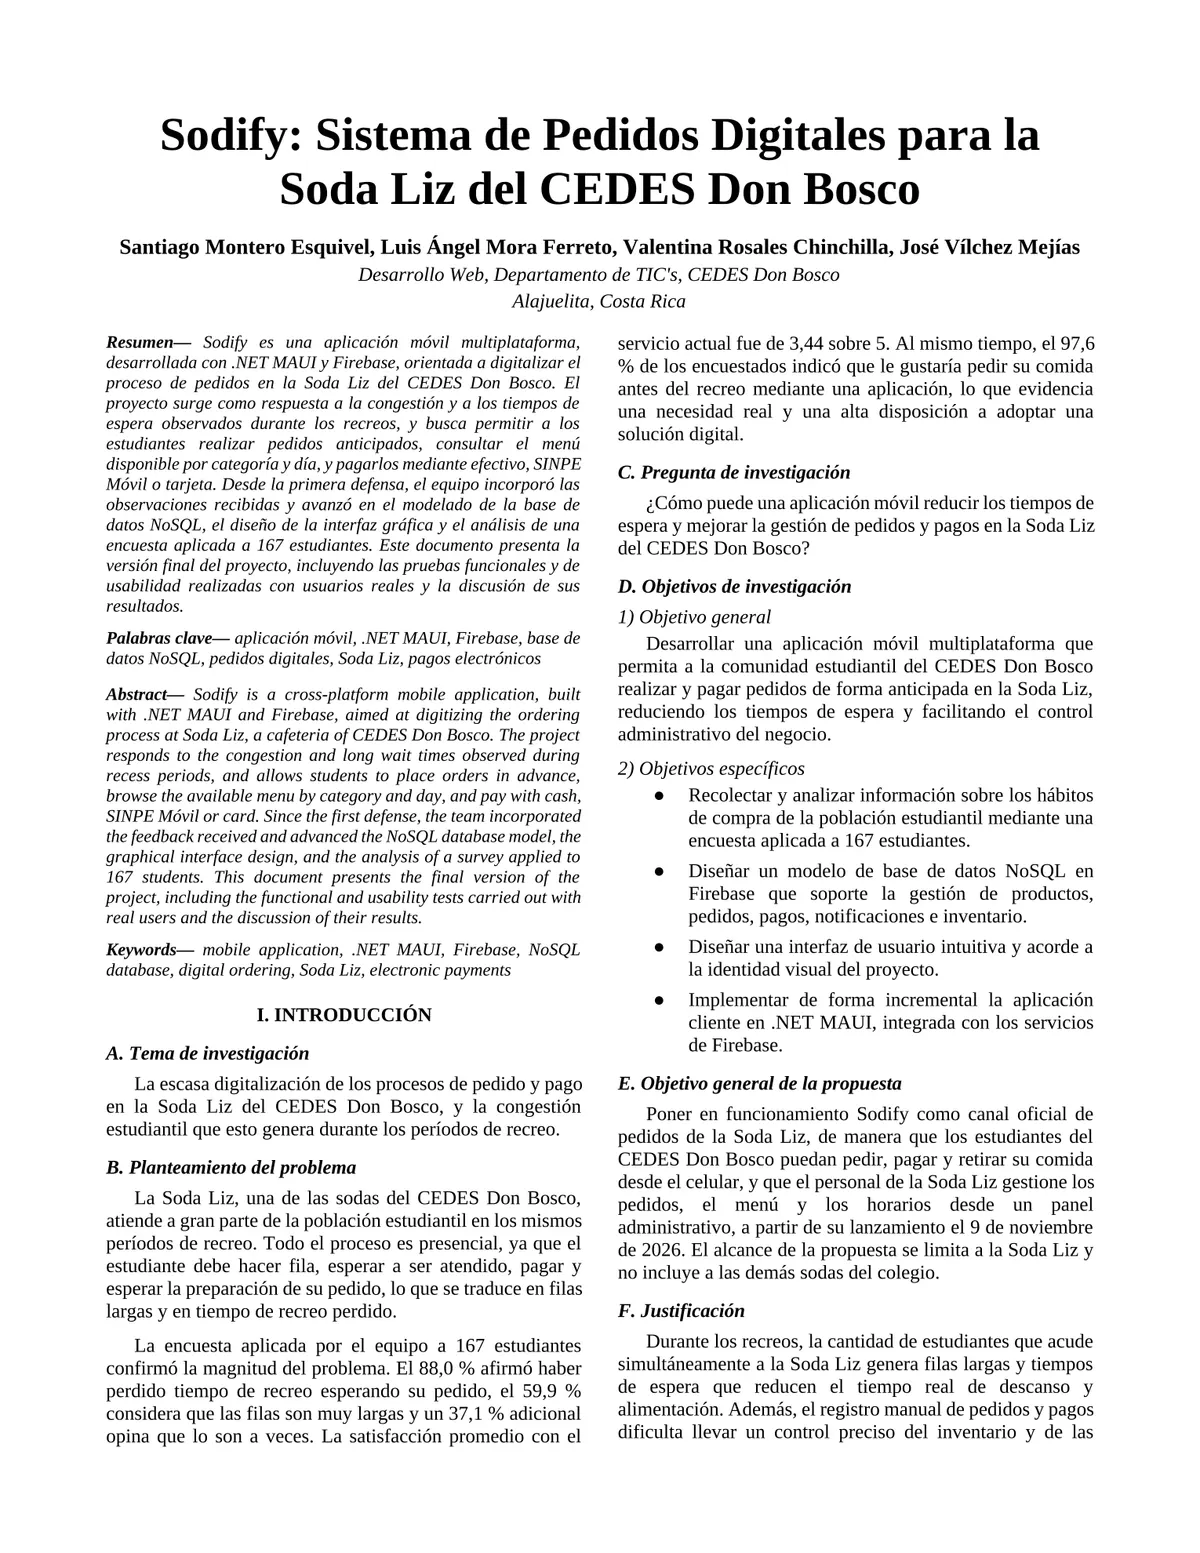 Sodify: Sistema de Pedidos Digitales para la
Soda Liz del CEDES Don Bosco
Santiago Montero Esquivel, Luis Ángel Mora Ferreto, Valentina Rosales Chinchilla, José Vílchez Mejías
Desarrollo Web, Departamento de TIC's, CEDES Don Bosco
Alajuelita, Costa Rica
Resumen— Sodify es una aplicación móvil multiplataforma,
desarrollada con .NET MAUI y Firebase, orientada a digitalizar el
proceso de pedidos en la Soda Liz del CEDES Don Bosco. El
proyecto surge como respuesta a la congestión y a los tiempos de
espera observados durante los recreos, y busca permitir a los
estudiantes realizar pedidos anticipados, consultar el menú
disponible por categoría y día, y pagarlos mediante efectivo, SINPE
Móvil o tarjeta. Desde la primera defensa, el equipo incorporó las
observaciones recibidas y avanzó en el modelado de la base de
datos NoSQL, el diseño de la interfaz gráfica y el análisis de una
encuesta aplicada a 167 estudiantes. Este documento presenta la
versión final del proyecto, incluyendo las pruebas funcionales y de
usabilidad realizadas con usuarios reales y la discusión de sus
resultados.
Palabras clave— aplicación móvil, .NET MAUI, Firebase, base de
datos NoSQL, pedidos digitales, Soda Liz, pagos electrónicos
Abstract— Sodify is a cross-platform mobile application, built
with .NET MAUI and Firebase, aimed at digitizing the ordering
process at Soda Liz, a cafeteria of CEDES Don Bosco. The project
responds to the congestion and long wait times observed during
recess periods, and allows students to place orders in advance,
browse the available menu by category and day, and pay with cash,
SINPE Móvil or card. Since the first defense, the team incorporated
the feedback received and advanced the NoSQL database model, the
graphical interface design, and the analysis of a survey applied to
167 students. This document presents the final version of the
project, including the functional and usability tests carried out with
real users and the discussion of their results.
Keywords— mobile application, .NET MAUI, Firebase, NoSQL
database, digital ordering, Soda Liz, electronic payments
I. INTRODUCCIÓN
A. Tema de investigación
La escasa digitalización de los procesos de pedido y pago
en la Soda Liz del CEDES Don Bosco, y la congestión
estudiantil que esto genera durante los períodos de recreo.
B. Planteamiento del problema
La Soda Liz, una de las sodas del CEDES Don Bosco,
atiende a gran parte de la población estudiantil en los mismos
períodos de recreo. Todo el proceso es presencial, ya que el
estudiante debe hacer fila, esperar a ser atendido, pagar y
esperar la preparación de su pedido, lo que se traduce en filas
largas y en tiempo de recreo perdido.
La encuesta aplicada por el equipo a 167 estudiantes
confirmó la magnitud del problema. El 88,0 % afirmó haber
perdido tiempo de recreo esperando su pedido, el 59,9 %
considera que las filas son muy largas y un 37,1 % adicional
opina que lo son a veces. La satisfacción promedio con el
servicio actual fue de 3,44 sobre 5. Al mismo tiempo, el 97,6
% de los encuestados indicó que le gustaría pedir su comida
antes del recreo mediante una aplicación, lo que evidencia
una necesidad real y una alta disposición a adoptar una
solución digital.
C. Pregunta de investigación
¿Cómo puede una aplicación móvil reducir los tiempos de
espera y mejorar la gestión de pedidos y pagos en la Soda Liz
del CEDES Don Bosco?
D. Objetivos de investigación
1) Objetivo general
Desarrollar una aplicación móvil multiplataforma que
permita a la comunidad estudiantil del CEDES Don Bosco
realizar y pagar pedidos de forma anticipada en la Soda Liz,
reduciendo los tiempos de espera y facilitando el control
administrativo del negocio.
2) Objetivos específicos
● Recolectar y analizar información sobre los hábitos
de compra de la población estudiantil mediante una
encuesta aplicada a 167 estudiantes.
● Diseñar un modelo de base de datos NoSQL en
Firebase que soporte la gestión de productos,
pedidos, pagos, notificaciones e inventario.
● Diseñar una interfaz de usuario intuitiva y acorde a
la identidad visual del proyecto.
● Implementar de forma incremental la aplicación
cliente en .NET MAUI, integrada con los servicios
de Firebase.
E. Objetivo general de la propuesta
Poner en funcionamiento Sodify como canal oficial de
pedidos de la Soda Liz, de manera que los estudiantes del
CEDES Don Bosco puedan pedir, pagar y retirar su comida
desde el celular, y que el personal de la Soda Liz gestione los
pedidos, el menú y los horarios desde un panel
administrativo, a partir de su lanzamiento el 9 de noviembre
de 2026. El alcance de la propuesta se limita a la Soda Liz y
no incluye a las demás sodas del colegio.
F. Justificación
Durante los recreos, la cantidad de estudiantes que acude
simultáneamente a la Soda Liz genera filas largas y tiempos
de espera que reducen el tiempo real de descanso y
alimentación. Además, el registro manual de pedidos y pagos
dificulta llevar un control preciso del inventario y de las